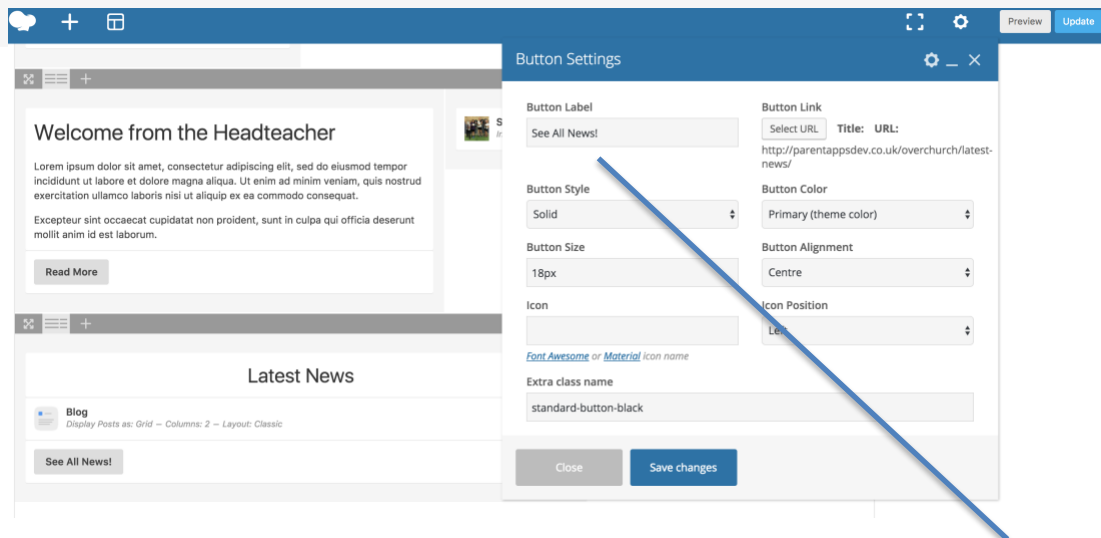 Preview
Update
Button Settings
Welcome from the Headteacher
Lorem ipsum dolor sit amet, consectetur adipiscing elit, sed do eiusmod tempor
incididunt ut labore et dolore magna aliqua. Ut enim ad minim veniam, quis nostrud
exercitation ullamco laboris nisi ut aliquip ex ea commodo consequat.
Excepteur sint occaecat cupidatat non proident, sunt in culpa qui officia deserunt
mollit anim id est laborum.
Read More
Latest News
Blog
Display Posts as: Grid – Columns: 2 – Layout: Classic
See All News!
Button Label
See All News!
Button Link
Select URL Title: URL:
http://parentappsdev.co.uk/overchurch/latest-
news/
Button Style
Solid
Button Color
Primary (theme color)
Button Size
18px
Button Alignment
Centre
Icon
Icon Position
Left
Font Awesome or Material icon name
Extra class name
standard-button-black
Close
Save changes